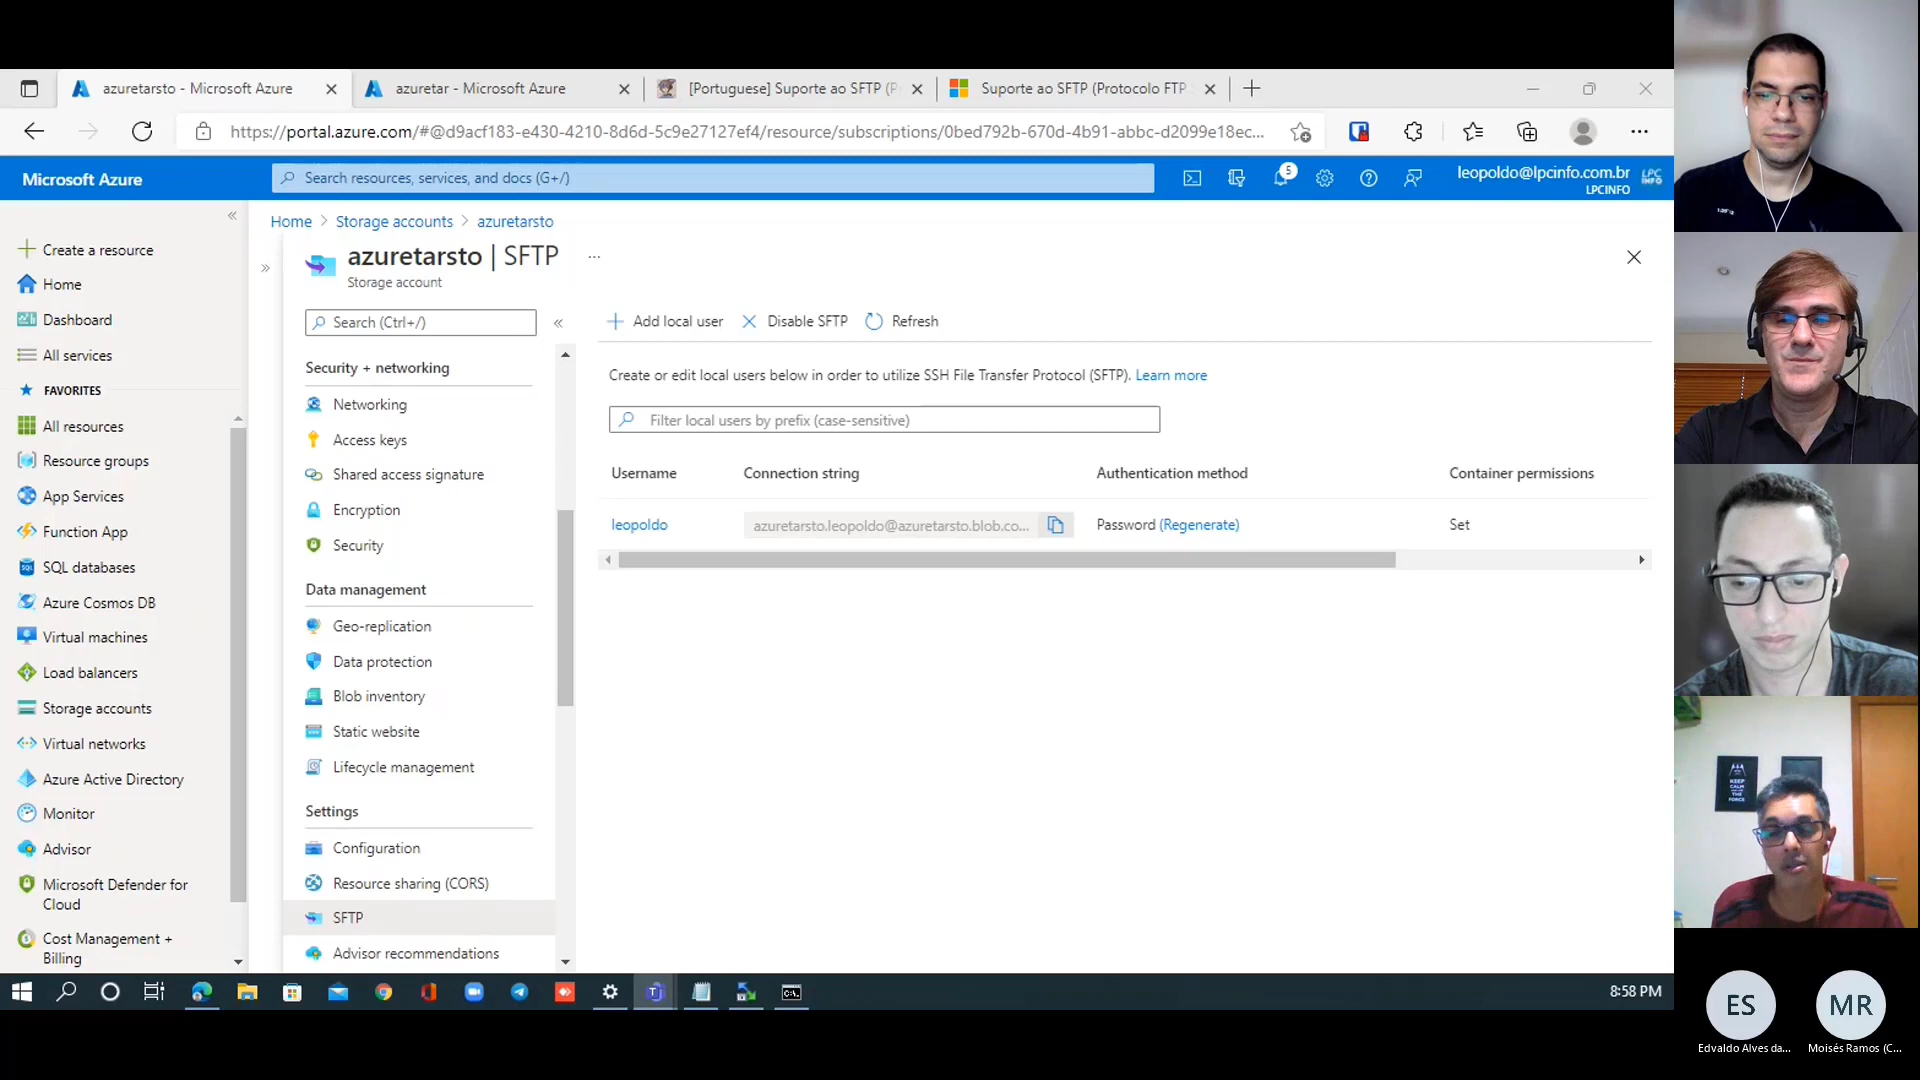 azuretarsto - Microsoft Azure
azuretar - Microsoft Azure
[Portuguese] Suporte ao SFTP (P
Suporte ao SFTP (Protocolo FTP
https://portal.azure.com/#@d9acf183-e430-4210-8d6d-5c9e27127ef4/resource/subscriptions/0bed792b-670d-4b91-abbc-d2099e18ec...
Microsoft Azure
Search resources, services, and docs (G+/)
5
leopoldo@lpcinfo.com.br
LPCINFO
LPC
INFO
Create a resource
Home
Dashboard
All services
FAVORITES
All resources
Resource groups
App Services
Function App
SQL databases
Azure Cosmos DB
Virtual machines
Load balancers
Storage accounts
Virtual networks
Azure Active Directory
Monitor
Advisor
Microsoft Defender for
Cloud
Cost Management +
Billing
Home > Storage accounts > azuretarsto
azuretarsto | SFTP
...
Storage account
Search (Ctrl+/)
Security + networking
Networking
Access keys
Shared access signature
Encryption
Security
Data management
Geo-replication
Data protection
Blob inventory
Static website
Lifecycle management
Settings
Configuration
Resource sharing (CORS)
SFTP
Advisor recommendations
Add local user
Disable SFTP
Refresh
Create or edit local users below in order to utilize SSH File Transfer Protocol (SFTP). Learn more
Filter local users by prefix (case-sensitive)
Username
Connection string
Authentication method
Container permissions
leopoldo
azuretarsto.leopoldo@azuretarsto.blob.co...
Password (Regenerate)
Set
8:58 PM
KEEP
CALM
THE
FORCE
ES
MR
Edvaldo Alves da...
Moisés Ramos (C...